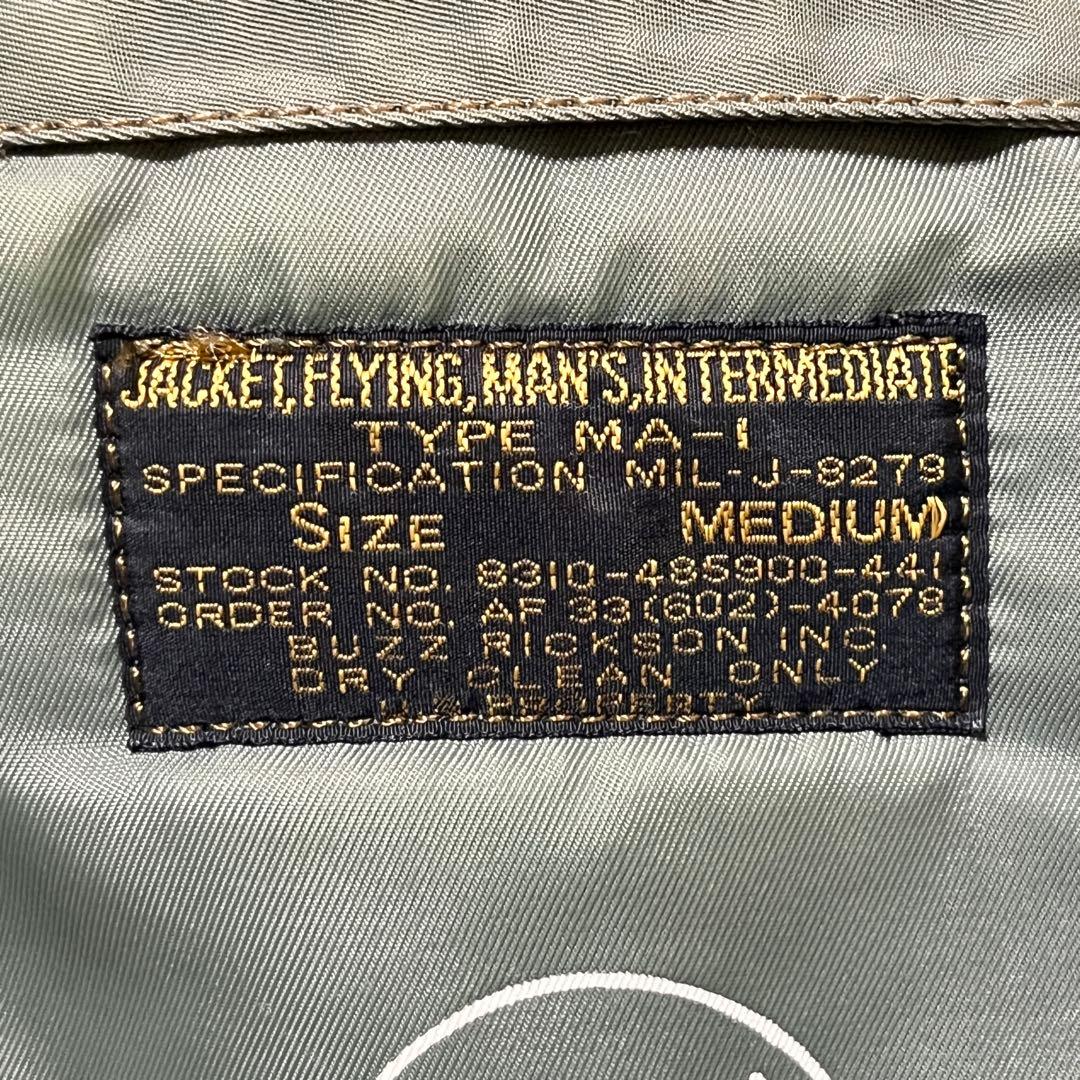 JACKET,FLYING,MAN'S,INTERMEDIATE
TYPE MA-1
SPECIFICATION MIL-J-8279
SIZE MEDIUM
STOCK NO. 8310-485900-441
ORDER NO. AF 33(602)-4078
BUZZ RICKSON INC.
DRY CLEAN ONLY
U.S. PROPERTY